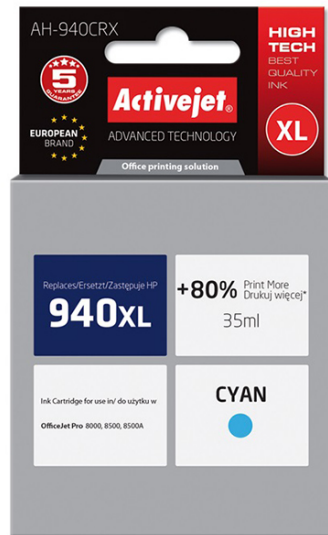 AH-940CRX
HIGH
TECH
BEST
QUALITY
INK
5
YEARS
GUARANTEE
Activejet®
EUROPEAN
BRAND
ADVANCED TECHNOLOGY
XL
Office printing solution
Replaces/Ersetzt/Zastępuje HP
940XL
+80% Print More
Drukuj więcej*
35ml
Ink Cartridge for use in/ do użytku w
OfficeJet Pro 8000, 8500, 8500A
CYAN